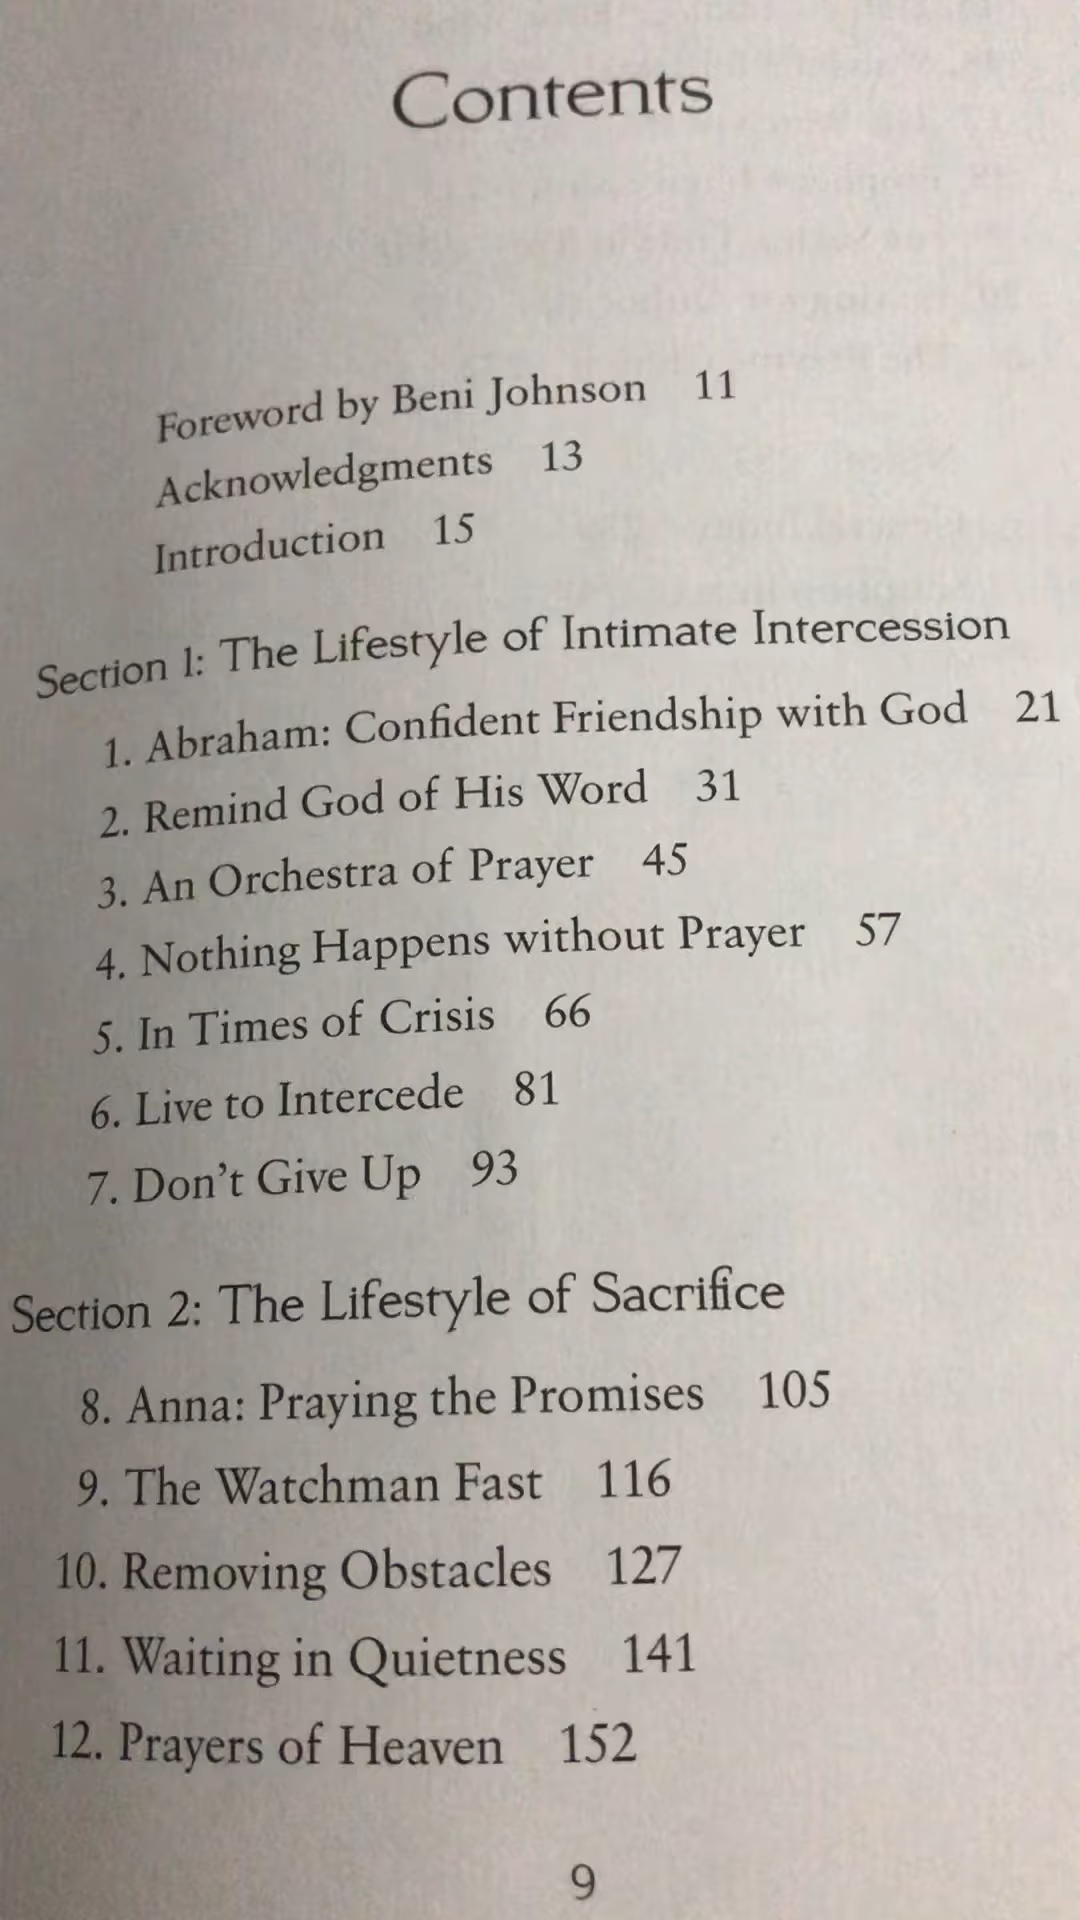 Contents
Foreword by Beni Johnson 11
Acknowledgments 13
Introduction 15
Section 1: The Lifestyle of Intimate Intercession
1. Abraham: Confident Friendship with God 21
2. Remind God of His Word 31
3. An Orchestra of Prayer 45
4. Nothing Happens without Prayer 57
5. In Times of Crisis 66
6. Live to Intercede 81
7. Don't Give Up 93
Section 2: The Lifestyle of Sacrifice
8. Anna: Praying the Promises 105
9. The Watchman Fast 116
10. Removing Obstacles 127
11. Waiting in Quietness 141
12. Prayers of Heaven 152
9